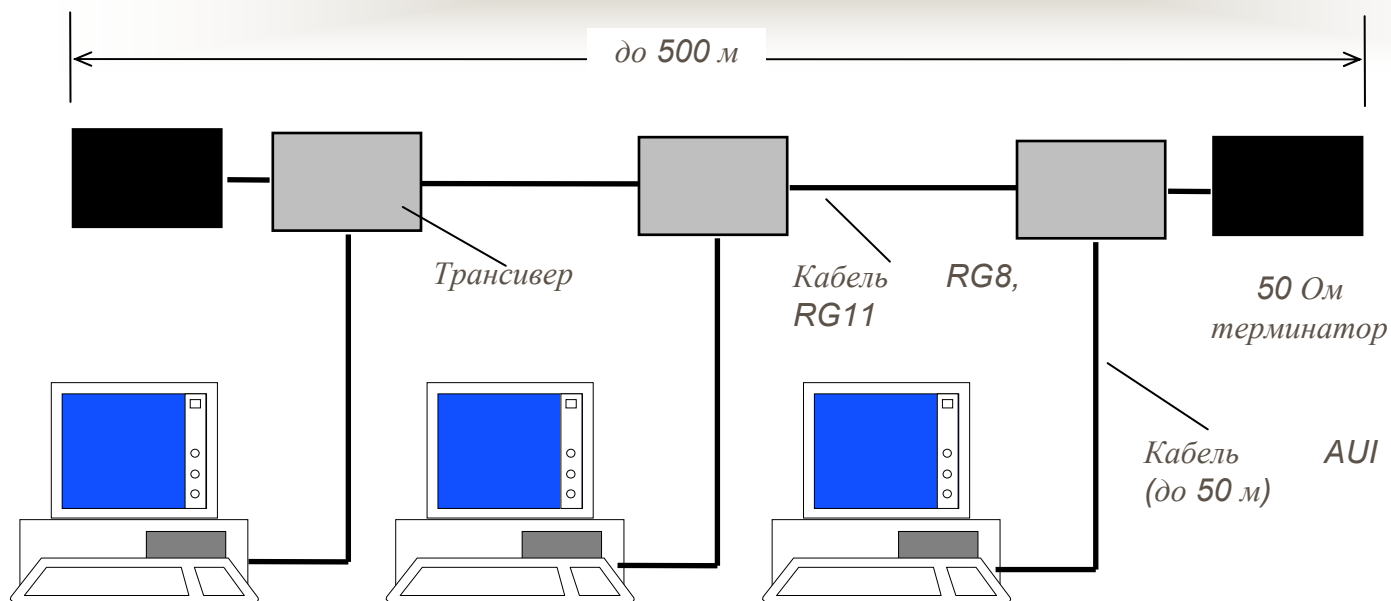 до 500 м
Трансивер
Кабель RG8,
RG11
50 Ом
терминатор
Кабель AUI
(до 50 м)